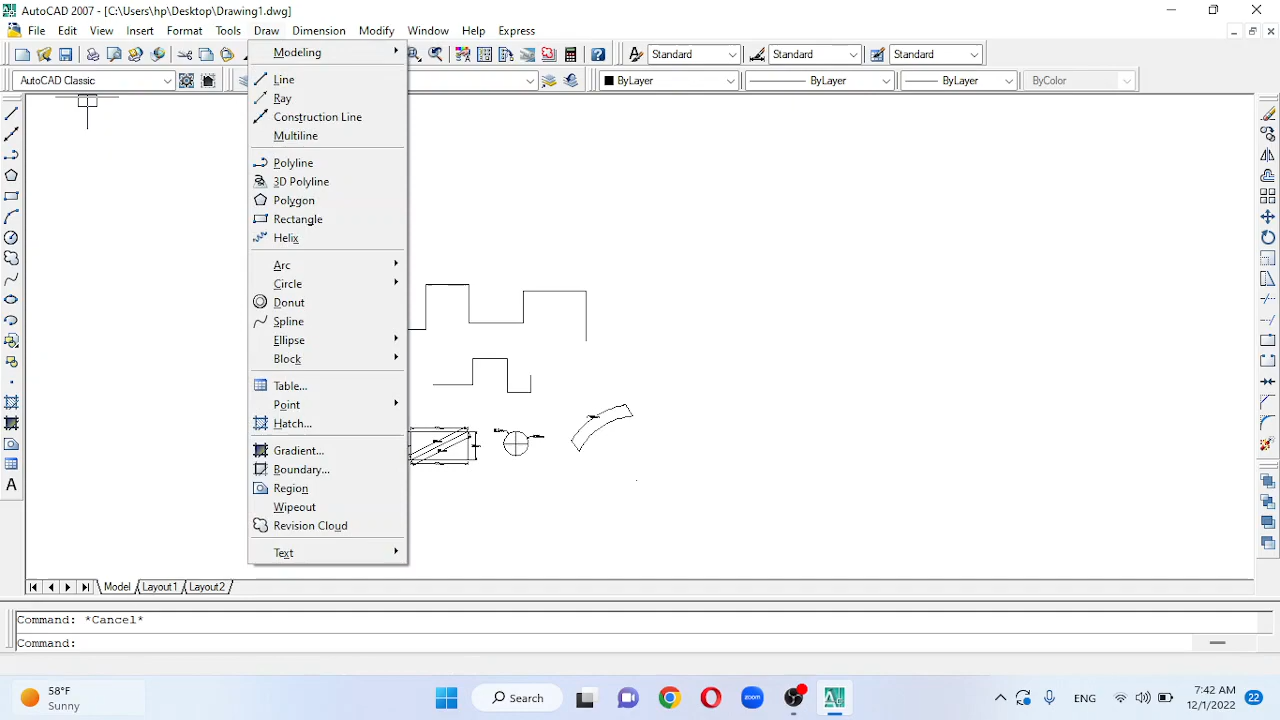 AutoCAD 2007 - [C:\Users\hp\Desktop\Drawing1.dwg]
File Edit View Insert Format Tools Draw Dimension Modify Window Help Express
Standard Standard Standard
AutoCAD Classic ByLayer ByLayer ByLayer ByColor
Modeling
Line
Ray
Construction Line
Multiline
Polyline
3D Polyline
Polygon
Rectangle
Helix
Arc
Circle
Donut
Spline
Ellipse
Block
Table...
Point
Hatch...
Gradient...
Boundary...
Region
Wipeout
Revision Cloud
Text
A
Model Layout1 Layout2
Command: *Cancel*
Command:
58°F
Sunny
Search
zoom
ENG
7:42 AM
12/1/2022
22